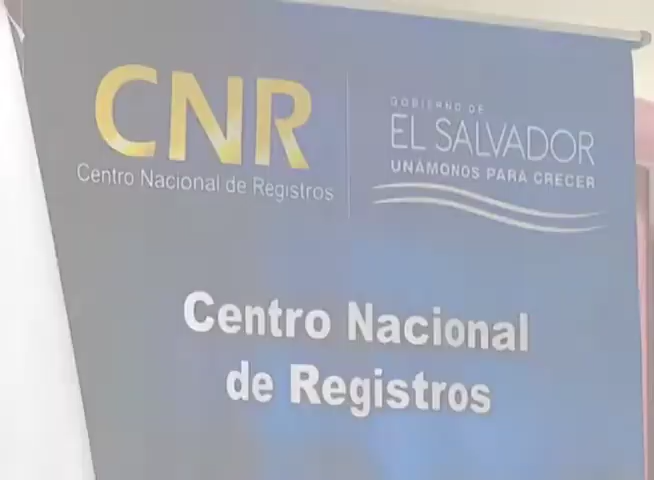 CNR
Centro Nacional de Registros
GOBIERNO DE
EL SALVADOR
UNÁMONOS PARA CRECER
Centro Nacional
de Registros